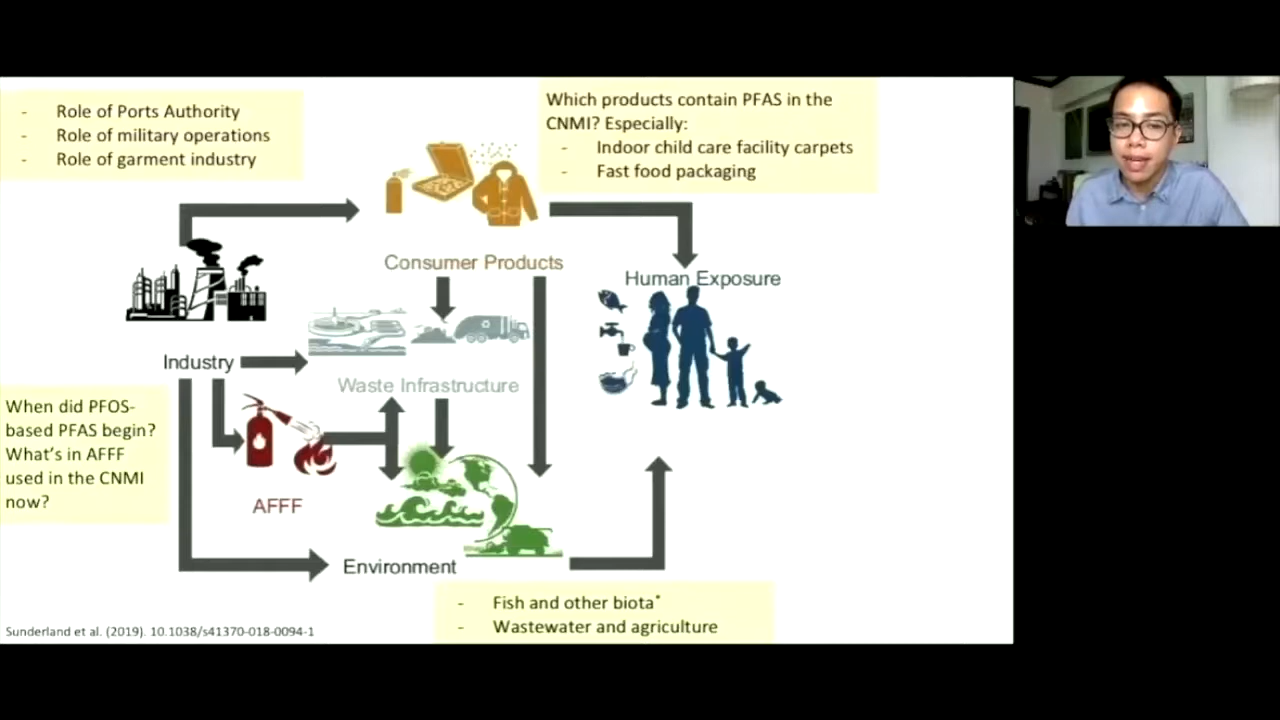 - Role of Ports Authority
- Role of military operations
- Role of garment industry
Which products contain PFAS in the
CNMI? Especially:
- Indoor child care facility carpets
- Fast food packaging
Consumer Products
Human Exposure
Industry
Waste Infrastructure
When did PFOS-
based PFAS begin?
What's in AFFF
used in the CNMI
now?
AFFF
Environment
- Fish and other biota*
- Wastewater and agriculture
Sunderland et al. (2019). 10.1038/s41370-018-0094-1